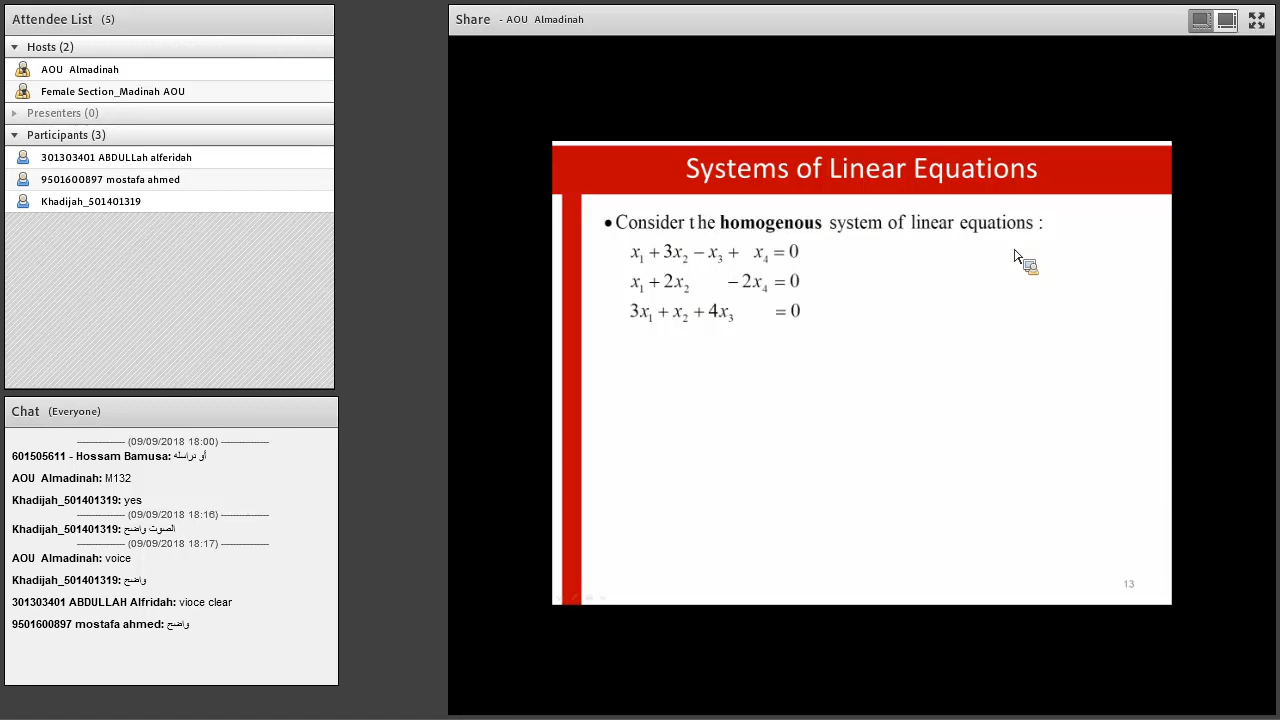 Attendee List (5)
Hosts (2)
AOU Almadinah
Female Section_Madinah AOU
Presenters (0)
Participants (3)
301303401 ABDULLah alferidah
9501600897 mostafa ahmed
Khadijah_501401319
Chat (Everyone)
---------------- (09/09/2018 18:00) ----------------
601505611 - Hossam Bamusa: أو دراسله
AOU Almadinah: M132
Khadijah_501401319: yes
---------------- (09/09/2018 18:16) ----------------
Khadijah_501401319: الصوت واضح
---------------- (09/09/2018 18:17) ----------------
AOU Almadinah: voice
Khadijah_501401319: واضح
301303401 ABDULLAH Alfridah: vioce clear
9501600897 mostafa ahmed: واضح
Share - AOU Almadinah
Systems of Linear Equations
• Consider t he homogenous system of linear equations :
x₁ + 3x₂ − x₃ + x₄ = 0
x₁ + 2x₂ − 2x₄ = 0
3x₁ + x₂ + 4x₃ = 0
13